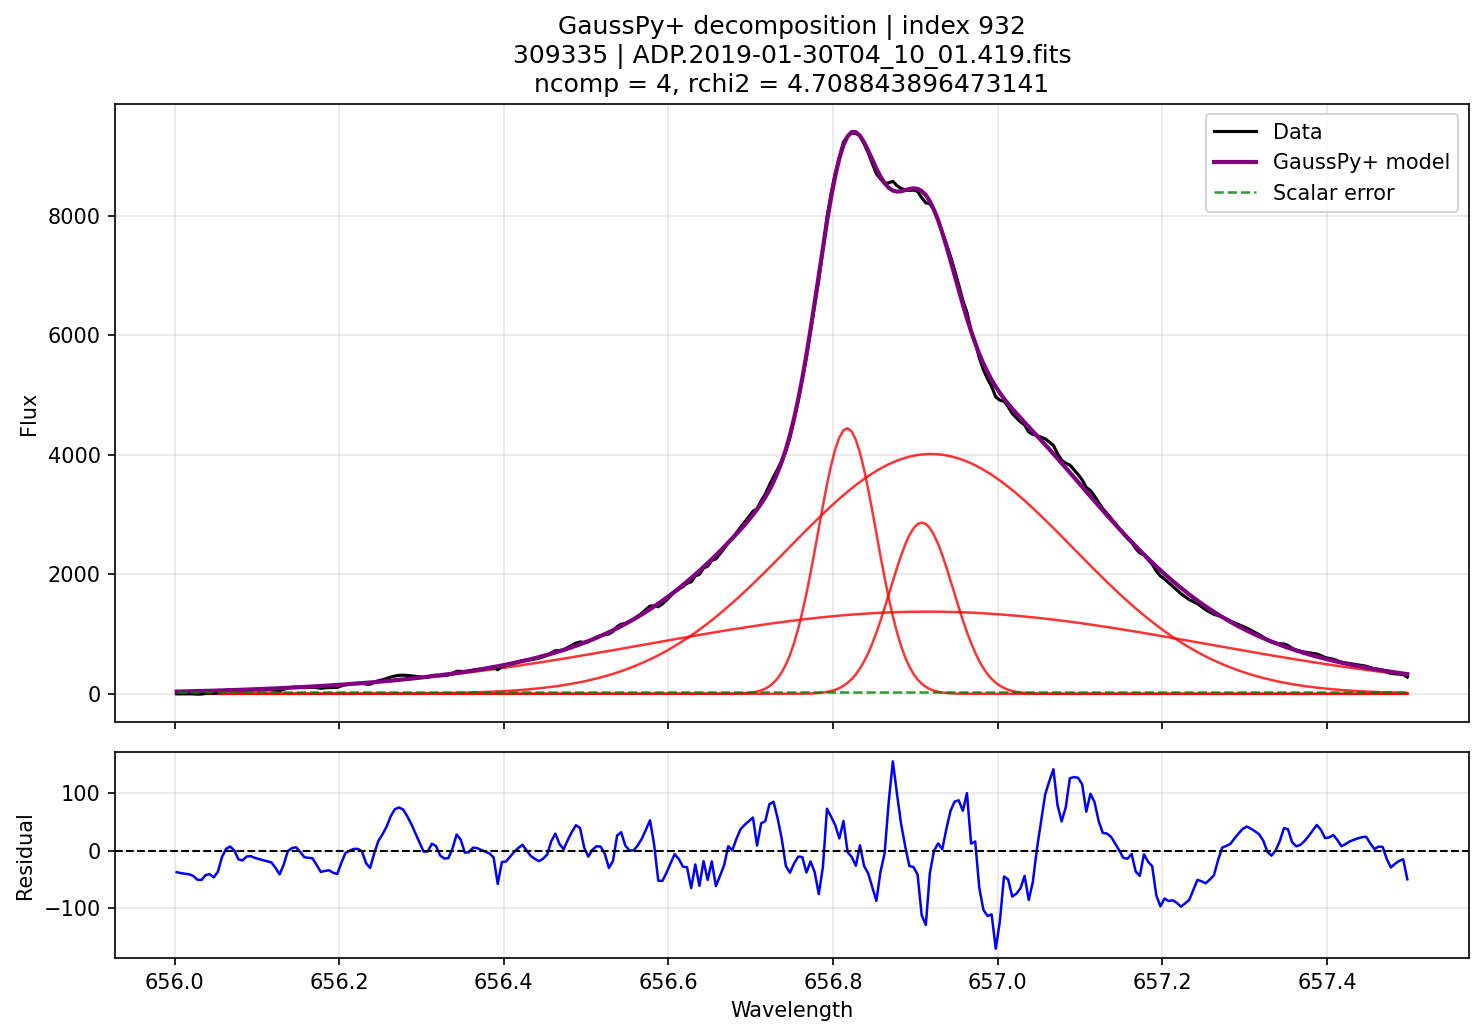 GaussPy+ decomposition | index 932
309335 | ADP.2019-01-30T04_10_01.419.fits
ncomp = 4, rchi2 = 4.708843896473141
Data
GaussPy+ model
Scalar error
Flux
8000
6000
4000
2000
0
Residual
100
0
−100
656.0 656.2 656.4 656.6 656.8 657.0 657.2 657.4
Wavelength